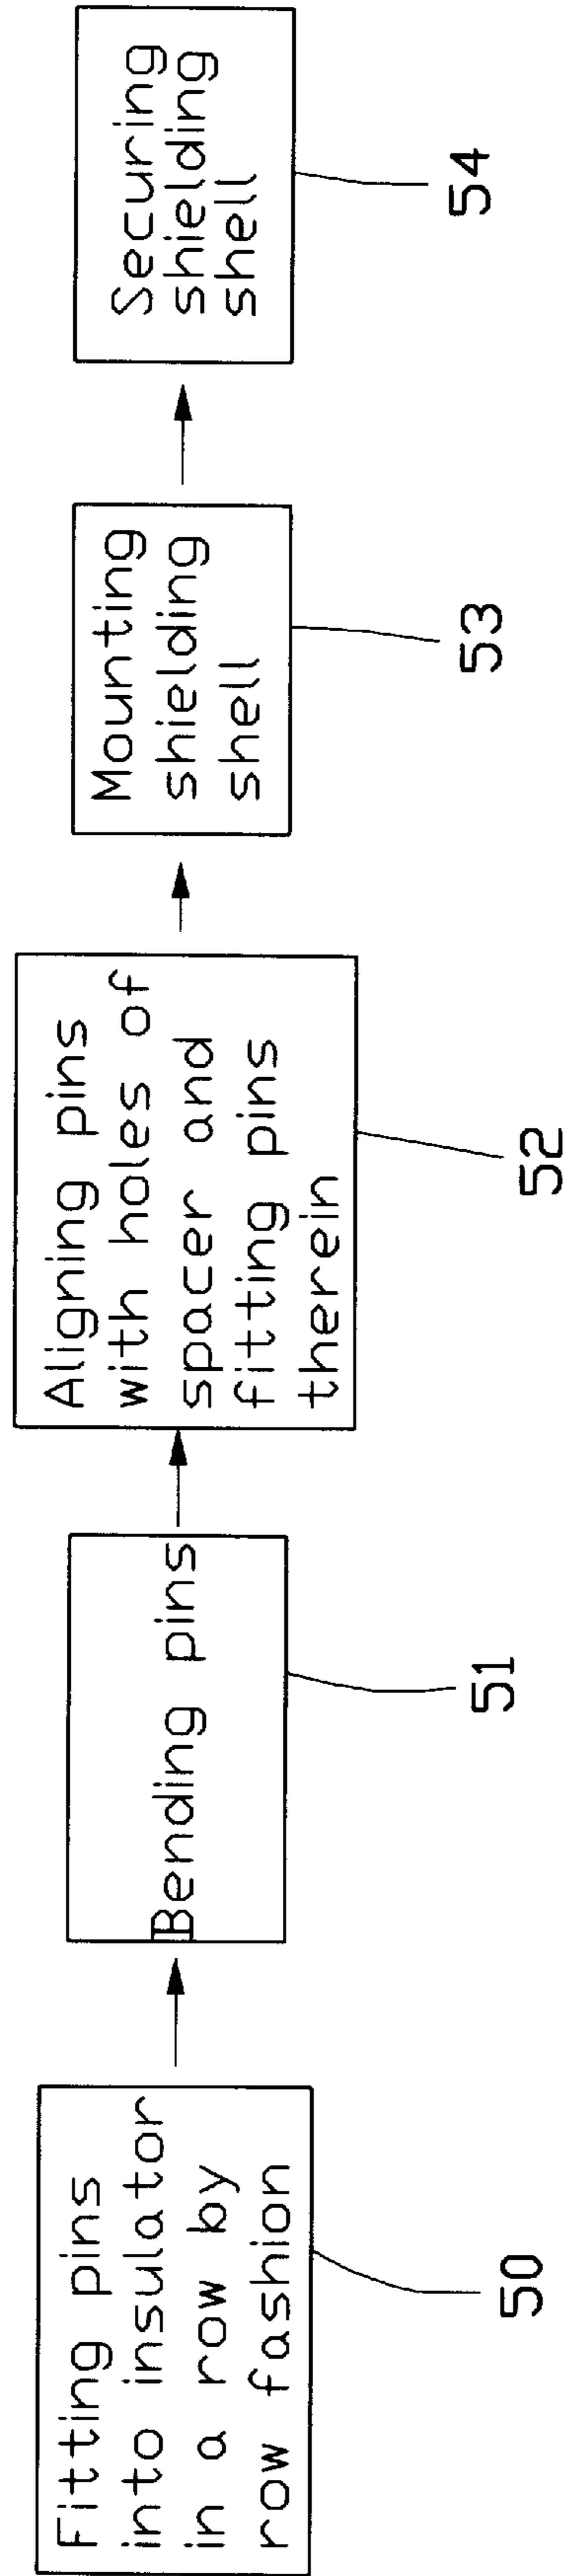 Fitting pins
into insulator
in a row by
row fashion
50
Bending pins
51
Aligning pins
with holes of
spacer and
fitting pins
therein
52
Mounting
shielding
shell
53
Securing
shielding
shell
54